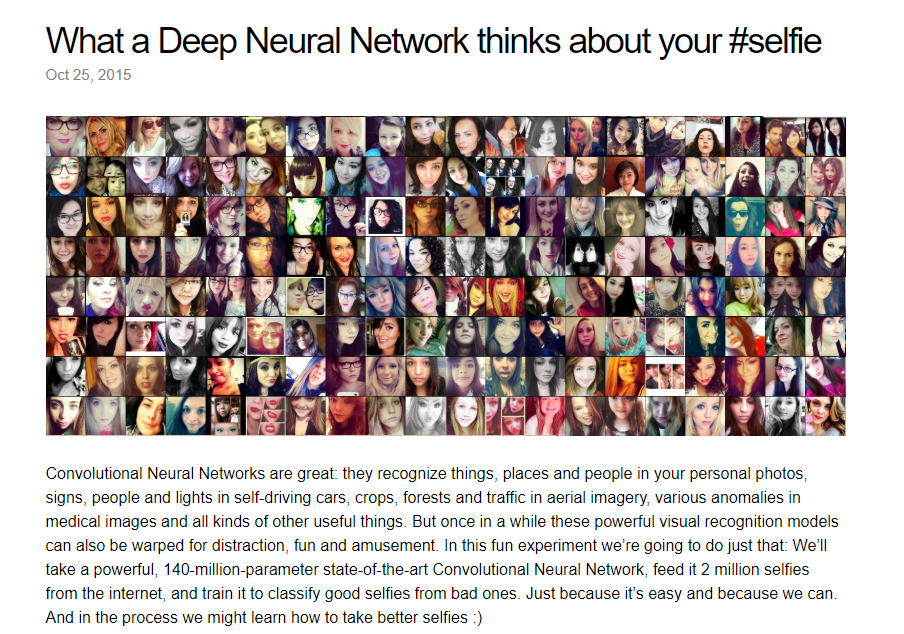 What a Deep Neural Network thinks about your #selfie
Oct 25, 2015
Convolutional Neural Networks are great: they recognize things, places and people in your personal photos,
signs, people and lights in self-driving cars, crops, forests and traffic in aerial imagery, various anomalies in
medical images and all kinds of other useful things. But once in a while these powerful visual recognition models
can also be warped for distraction, fun and amusement. In this fun experiment we're going to do just that: We'll
take a powerful, 140-million-parameter state-of-the-art Convolutional Neural Network, feed it 2 million selfies
from the internet, and train it to classify good selfies from bad ones. Just because it's easy and because we can.
And in the process we might learn how to take better selfies :)